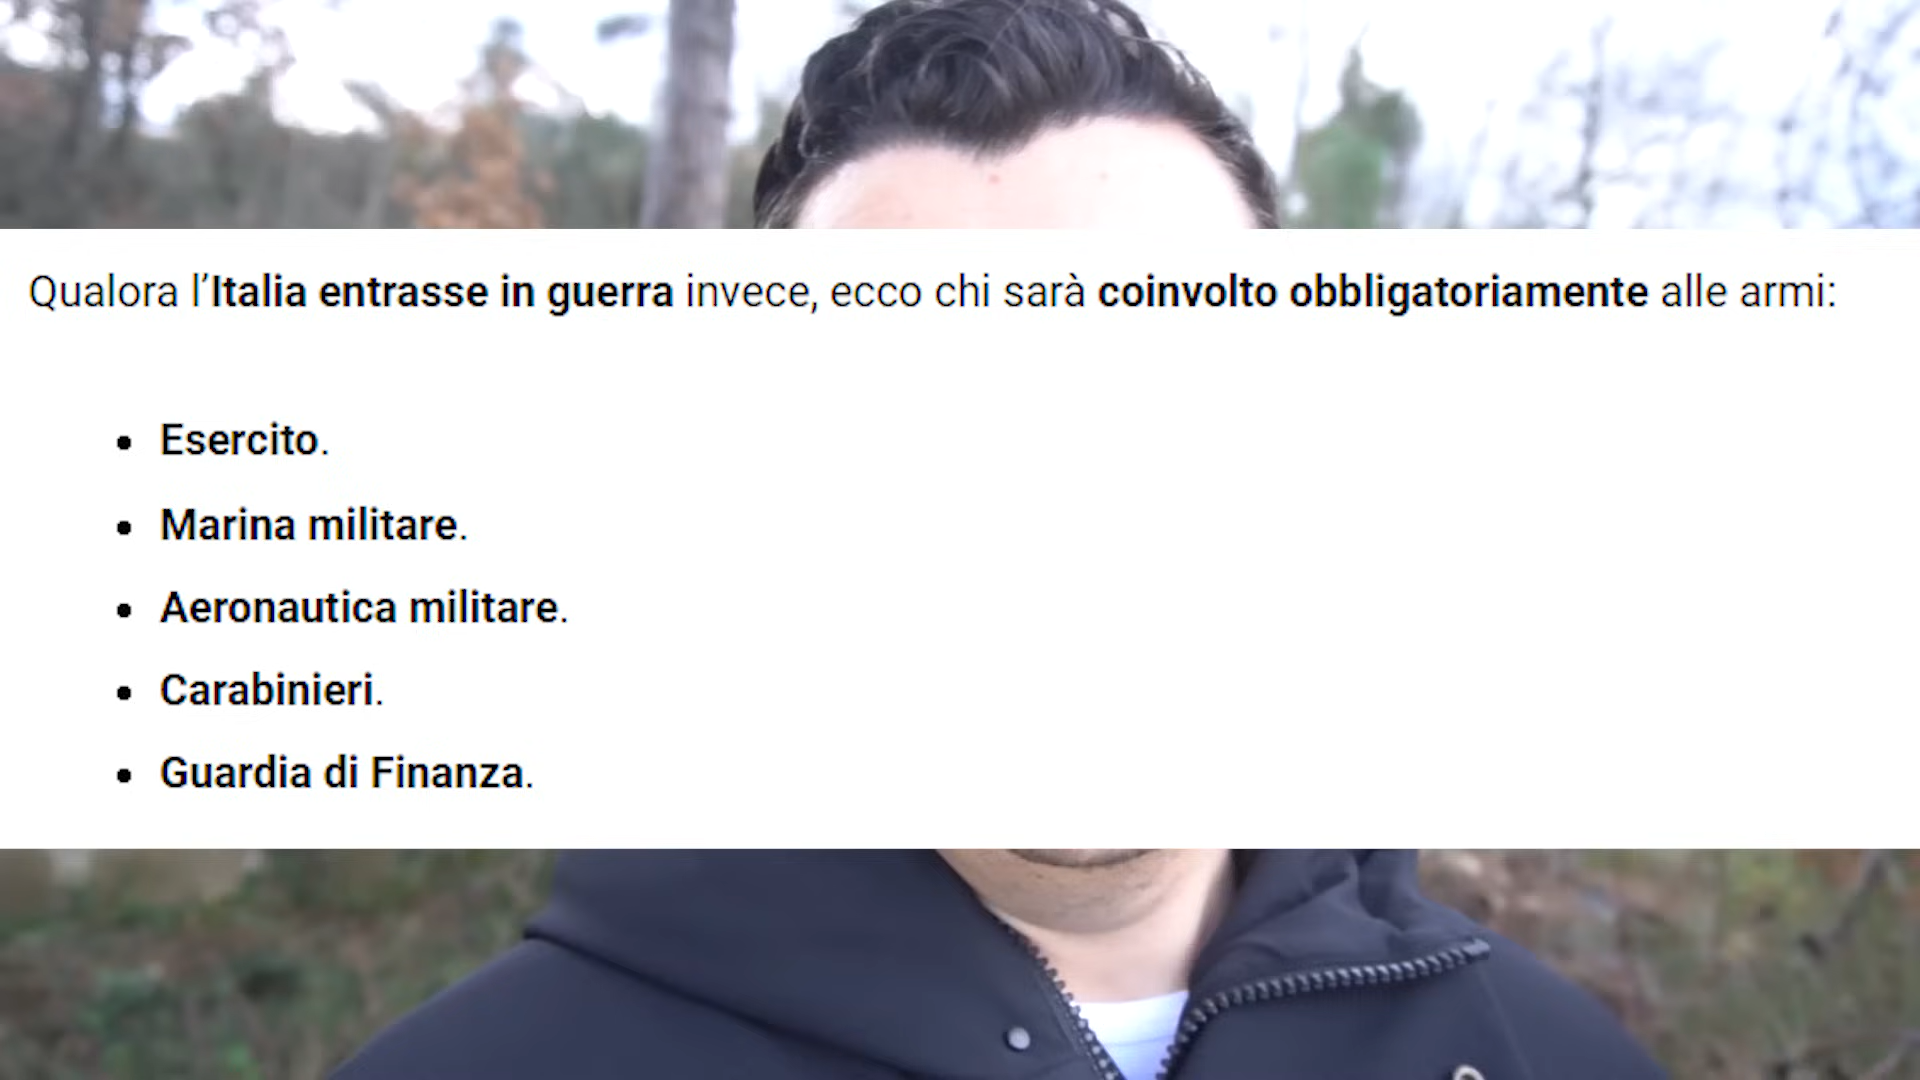 Qualora l’Italia entrasse in guerra invece, ecco chi sarà coinvolto obbligatoriamente alle armi:
• Esercito.
• Marina militare.
• Aeronautica militare.
• Carabinieri.
• Guardia di Finanza.